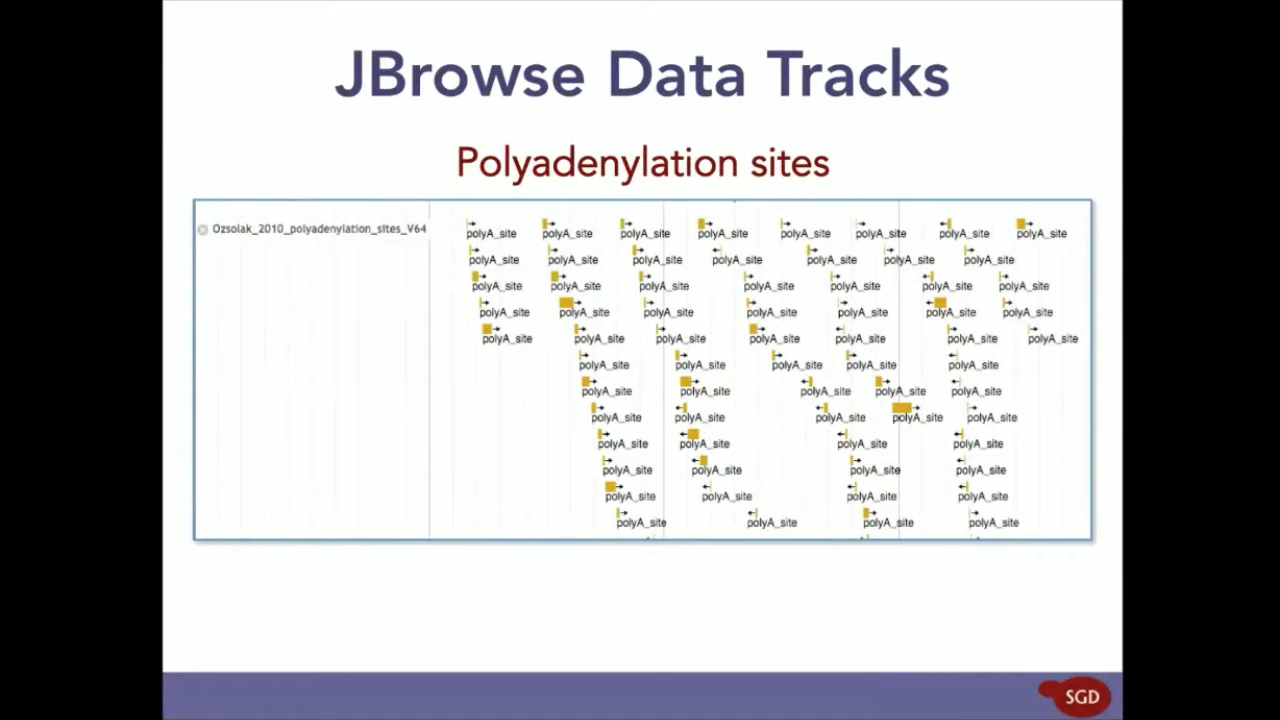 JBrowse Data Tracks
Polyadenylation sites
Ozsolak_2010_polyadenylation_sites_V64 polyA_site polyA_site polyA_site polyA_site polyA_site polyA_site polyA_site polyA_site
polyA_site polyA_site polyA_site polyA_site polyA_site polyA_site polyA_site
polyA_site polyA_site polyA_site polyA_site polyA_site polyA_site polyA_site
polyA_site polyA_site polyA_site polyA_site polyA_site polyA_site polyA_site
polyA_site polyA_site polyA_site polyA_site polyA_site polyA_site polyA_site
polyA_site polyA_site polyA_site polyA_site polyA_site
polyA_site polyA_site polyA_site polyA_site polyA_site
polyA_site polyA_site polyA_site polyA_site polyA_site
polyA_site polyA_site polyA_site polyA_site
polyA_site polyA_site polyA_site polyA_site
polyA_site polyA_site polyA_site polyA_site
polyA_site polyA_site polyA_site polyA_site
SGD